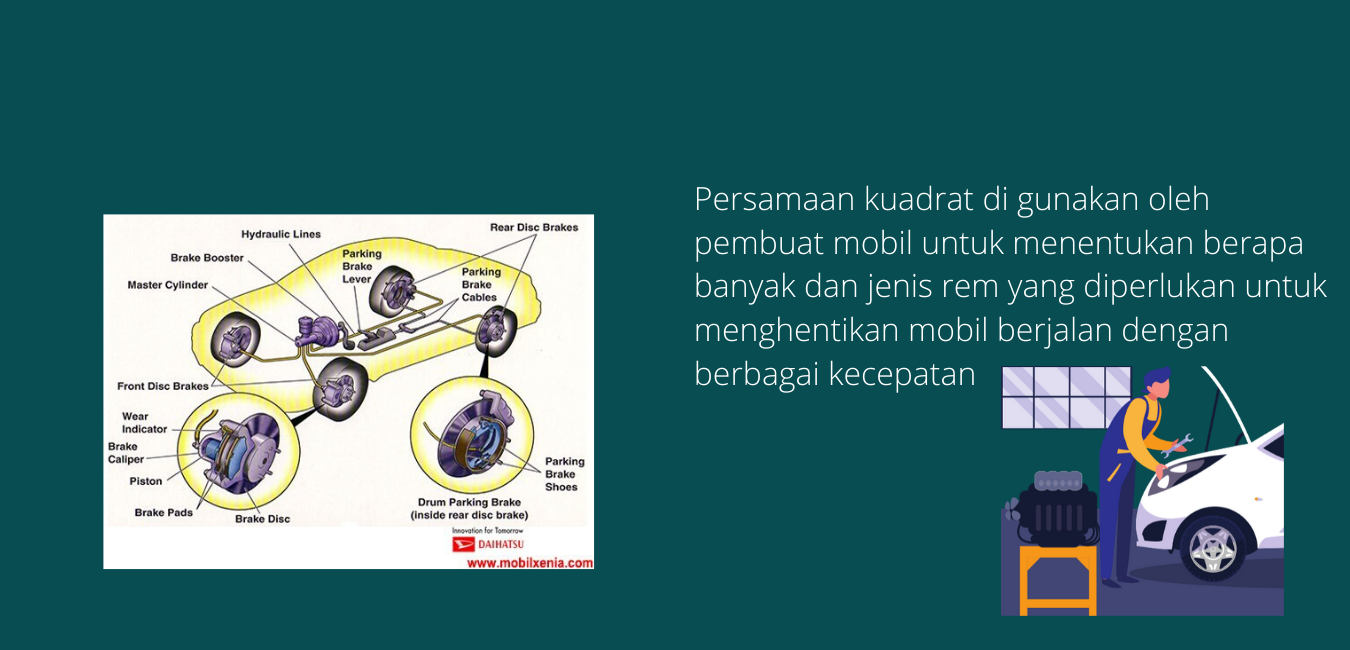 Persamaan kuadrat di gunakan oleh
pembuat mobil untuk menentukan berapa
banyak dan jenis rem yang diperlukan untuk
menghentikan mobil berjalan dengan
berbagai kecepatan
Hydraulic Lines
Rear Disc Brakes
Brake Booster
Parking
Brake
Lever
Parking
Brake
Cables
Master Cylinder
Front Disc Brakes
Wear
Indicator
Brake
Caliper
Piston
Brake Pads
Brake Disc
Parking
Brake
Shoes
Drum Parking Brake
(inside rear disc brake)
Innovation for Tomorrow
DAIHATSU
www.mobilxenia.com